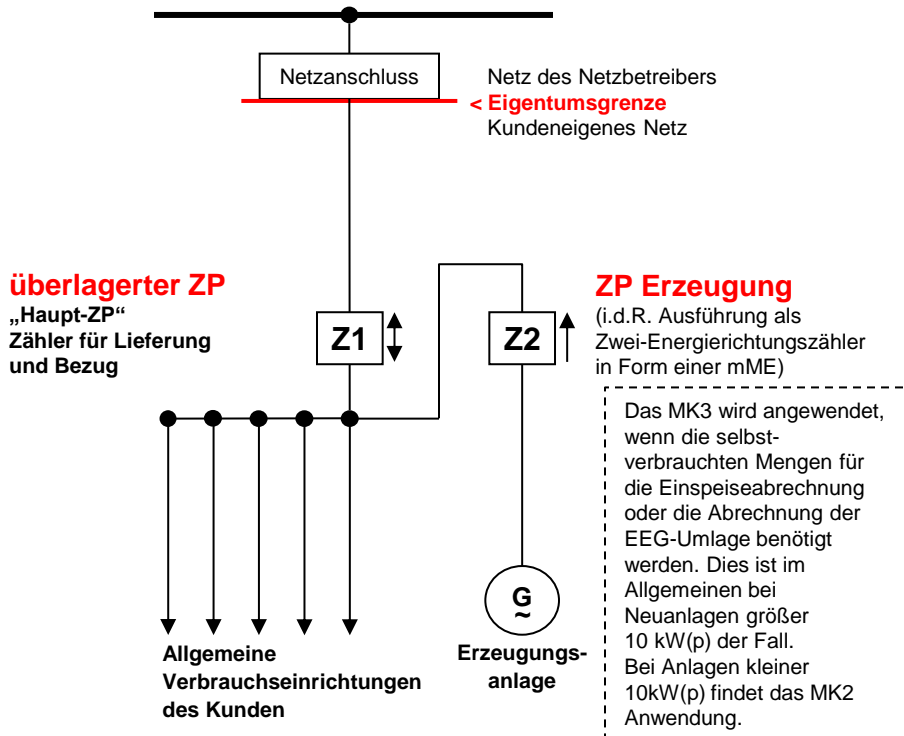 Netzanschluss
Netz des Netzbetreibers
< Eigentumsgrenze
Kundeneigenes Netz
überlagerter ZP
„Haupt-ZP“
Zähler für Lieferung
und Bezug
Z1
Z2
ZP Erzeugung
(i.d.R. Ausführung als
Zwei-Energierichtungszähler
in Form einer mME)
Das MK3 wird angewendet,
wenn die selbst-
verbrauchten Mengen für
die Einspeiseabrechnung
oder die Abrechnung der
EEG-Umlage benötigt
werden. Dies ist im
Allgemeinen bei
Neuanlagen größer
10 kW(p) der Fall.
Bei Anlagen kleiner
10kW(p) findet das MK2
Anwendung.
G
~
Allgemeine
Verbrauchseinrichtungen
des Kunden
Erzeugungs-
anlage